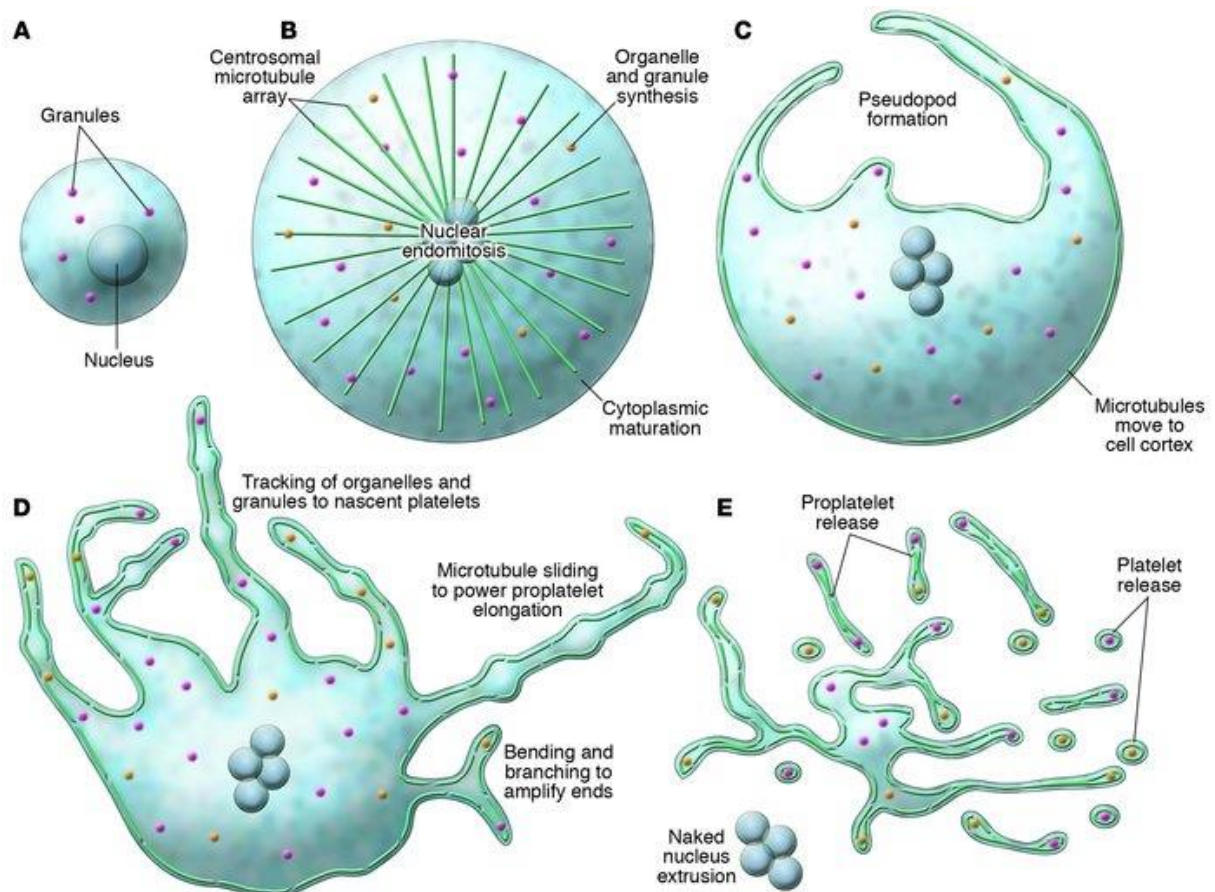 A
Granules
Nucleus
B
Centrosomal
microtubule
array
Organelle
and granule
synthesis
Nuclear
endomitosis
Cytoplasmic
maturation
C
Pseudopod
formation
Microtubules
move to
cell cortex
D
Tracking of organelles and
granules to nascent platelets
Microtubule sliding
to power proplatelet
elongation
Bending and
branching to
amplify ends
E
Proplatelet
release
Platelet
release
Naked
nucleus
extrusion